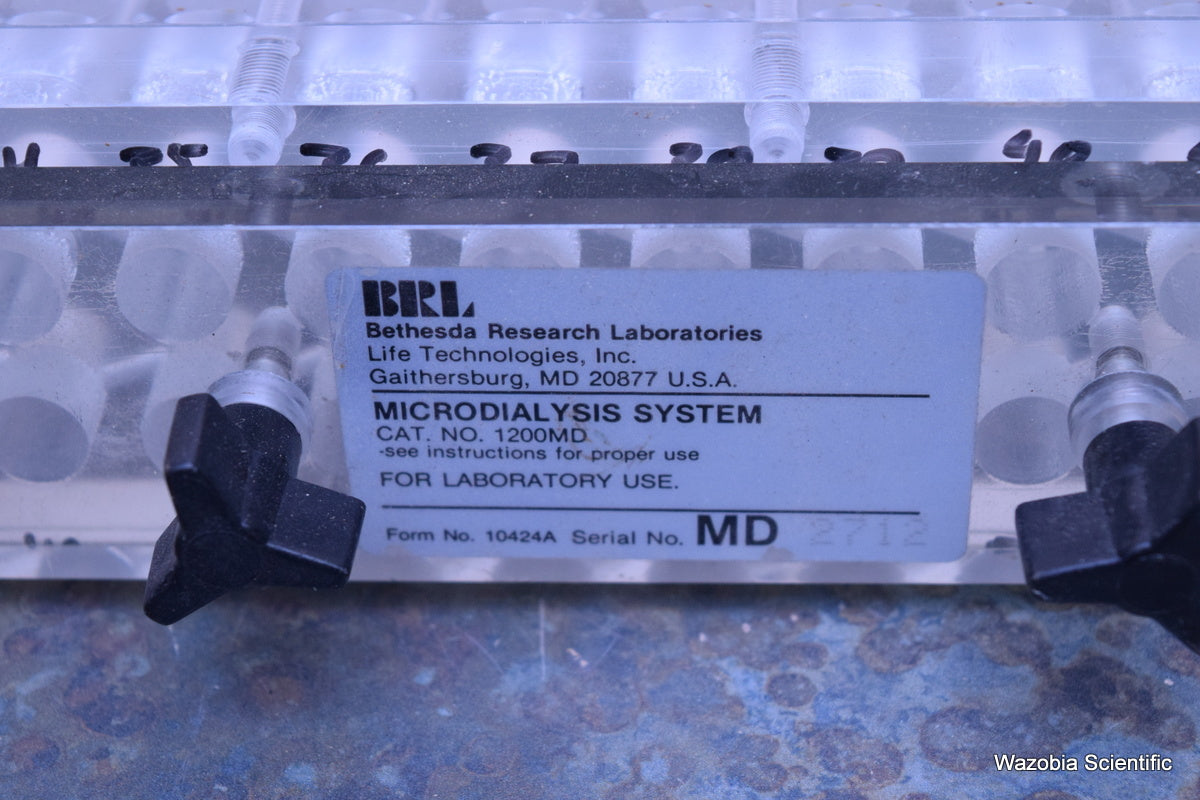 BRL
Bethesda Research Laboratories
Life Technologies, Inc.
Gaithersburg, MD 20877 U.S.A.
MICRODIALYSIS SYSTEM
CAT. NO. 1200MD
-see instructions for proper use
FOR LABORATORY USE.
Form No. 10424A Serial No. MD 2712
Wazobia Scientific